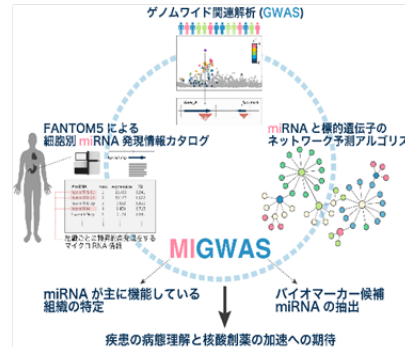 ゲノムワイド関連解析 (GWAS)
FANTOM5 による
細胞別 miRNA 発現情報カタログ
miRNA と標的遺伝子の
ネットワーク予測アルゴリズ
MIGWAS
miRNA が主に機能している
組織の特定
バイオマーカー候補
miRNA の抽出
疾患の病態理解と核酸創薬の加速への期待